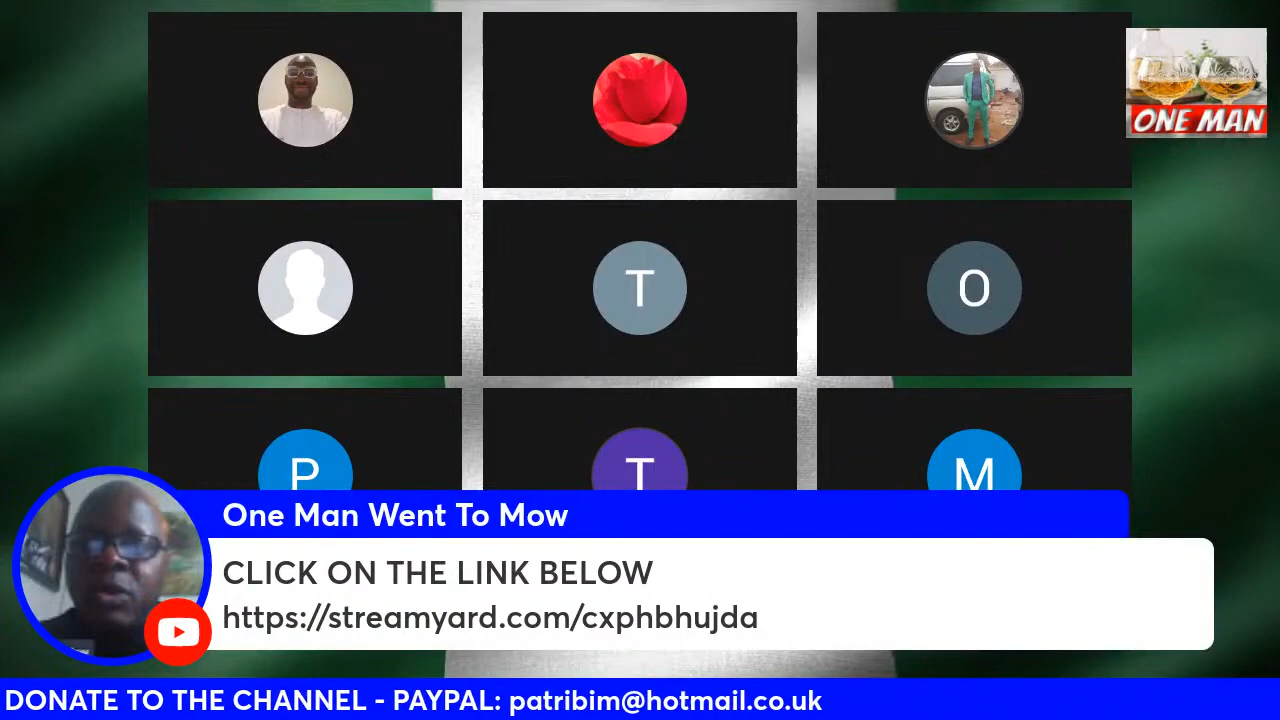 ONE MAN
T
O
P
T
M
One Man Went To Mow
CLICK ON THE LINK BELOW
https://streamyard.com/cxphbhujda
DONATE TO THE CHANNEL - PAYPAL: patribim@hotmail.co.uk